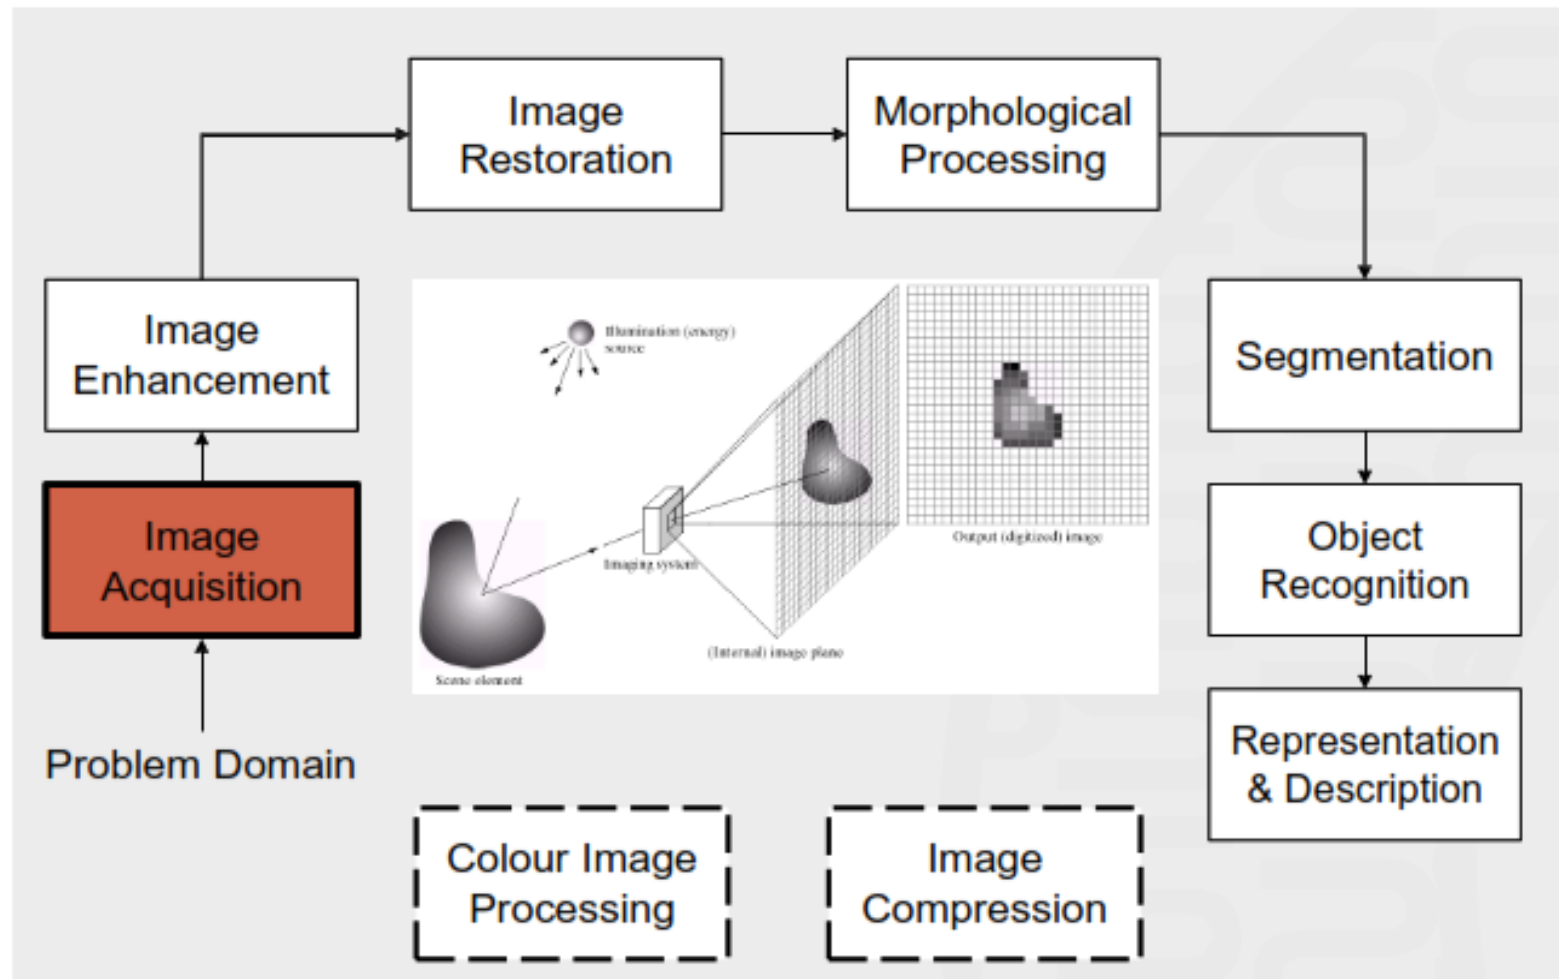 Image
Restoration
Morphological
Processing
Image
Enhancement
Illumination (energy)
source
Segmentation
Image
Acquisition
Imaging system
Output (digitized) image
Object
Recognition
(Internal) image plane
Scene element
Problem Domain
Representation
& Description
Colour Image
Processing
Image
Compression